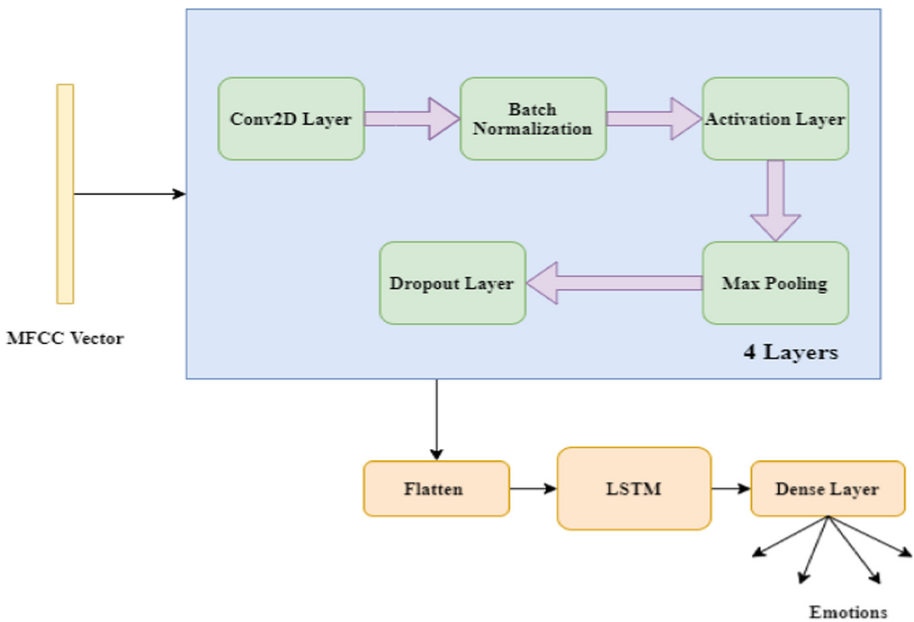 Conv2D Layer
Batch
Normalization
Activation Layer
Dropout Layer
Max Pooling
MFCC Vector
4 Layers
Flatten
LSTM
Dense Layer
Emotions